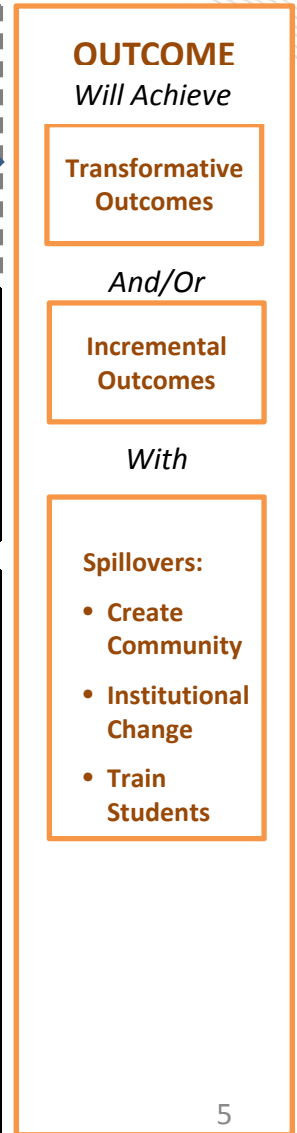 OUTCOME
Will Achieve
Transformative
Outcomes
And/Or
Incremental
Outcomes
With
Spillovers:
• Create
Community
• Institutional
Change
• Train
Students
5